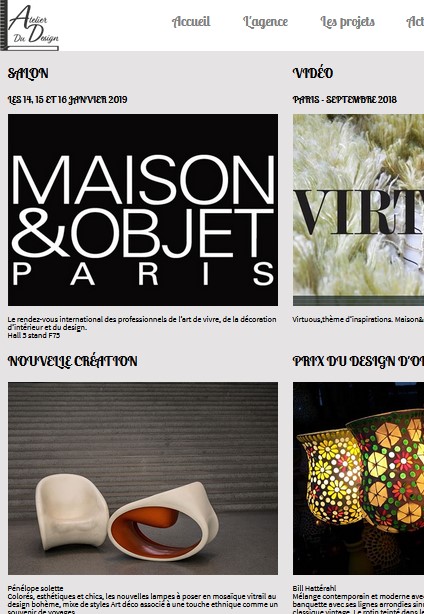 Atelier
Du Design
Accueil L'agence Les projets Act
SALON
LES 14, 15 ET 16 JANVIER 2019
MAISON
&OBJET
PARIS
Le rendez-vous international des professionnels de l'art de vivre, de la décoration
d'intérieur et du design.
Hall 5 stand F75
VIDÉO
PARIS - SEPTEMBRE 2018
VIRT
Virtuous,thème d'inspirations. Maison&
NOUVELLE CRÉATION
Pénélope solette
Colorés, esthétiques et chics, les nouvelles lampes à poser en mosaïque vitrail au
design bohème, mixe de styles Art déco associé à une touche ethnique comme un
souvenir de voyages
PRIX DU DESIGN D'O
Bill Hattérahl
Mélange contemporain et moderne ave
banquette avec ses lignes arrondies sin
classique vintage. Le rotin teinté dans le